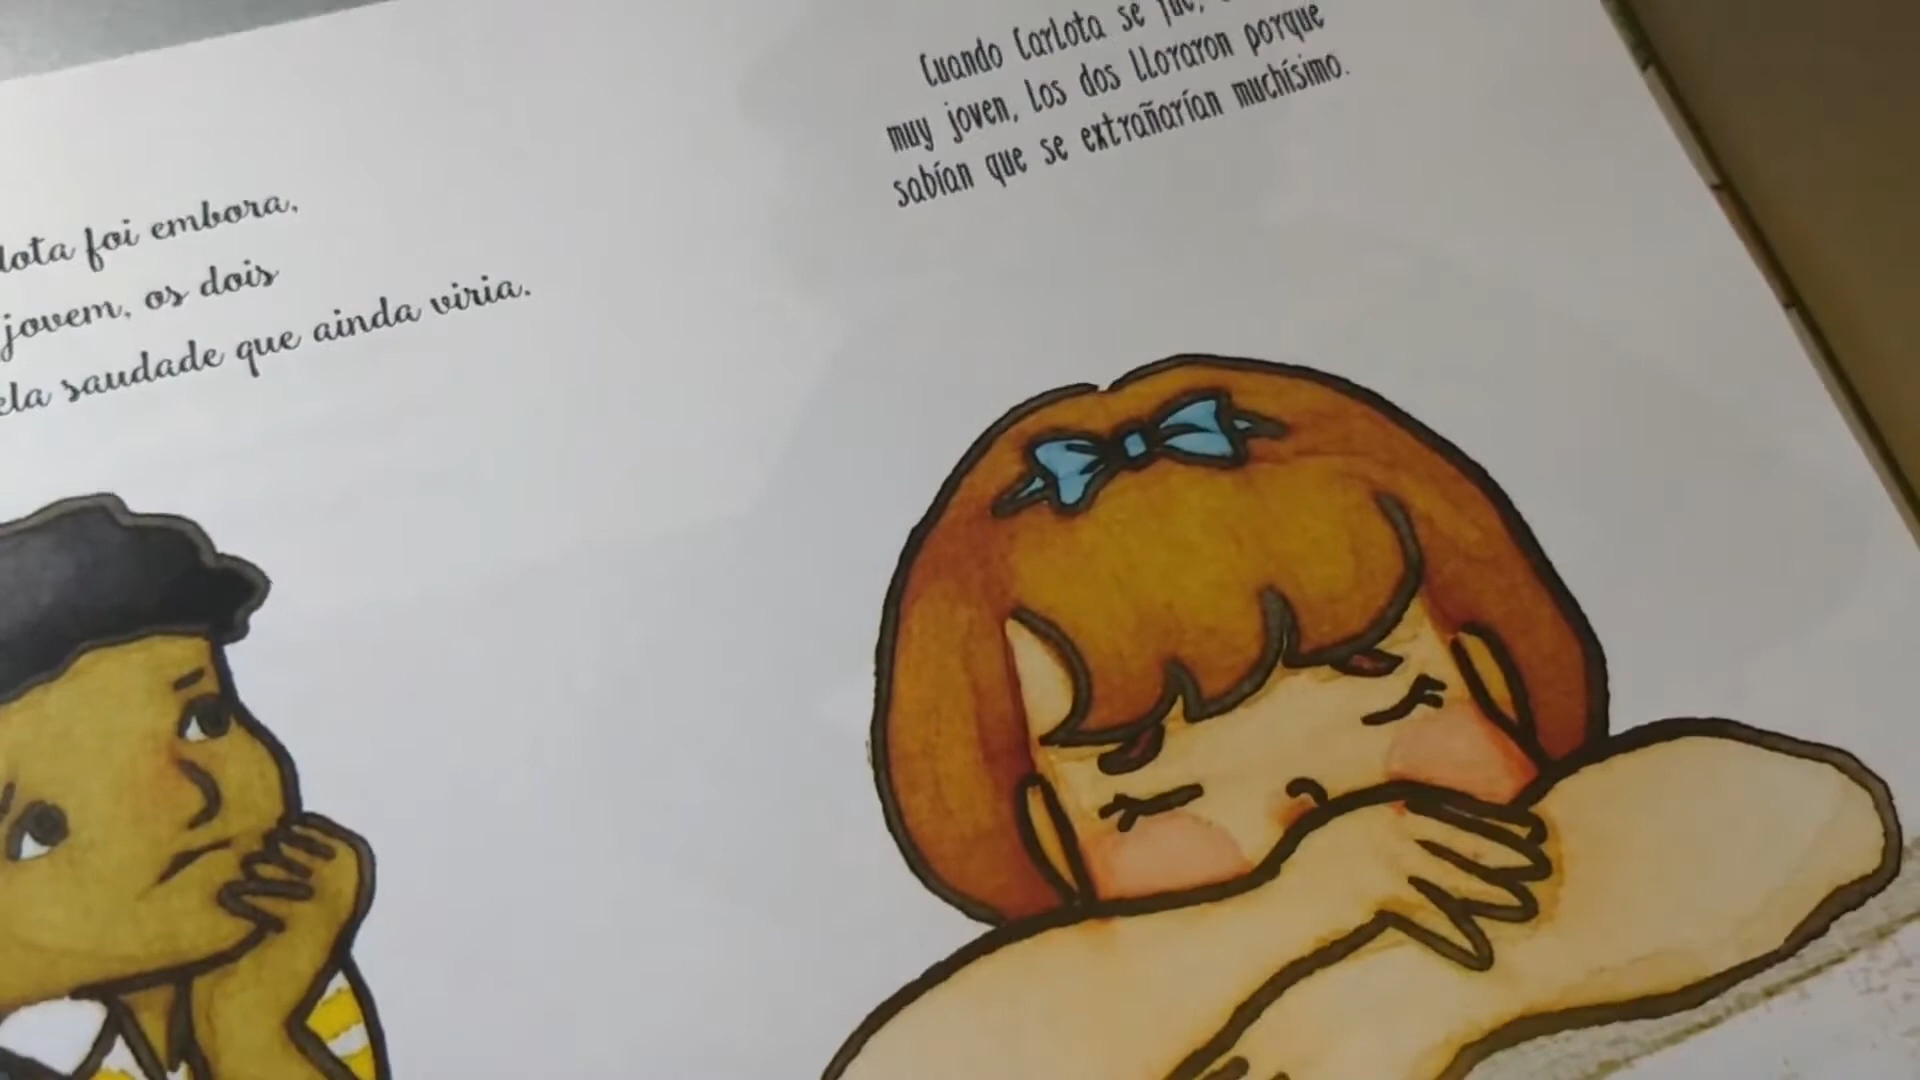 lota foi embora,
jovem, os dois
ela saudade que ainda viria.
Cuando Carlota se fue,
muy joven, los dos lloraron porque
sabían que se extrañarían muchísimo.